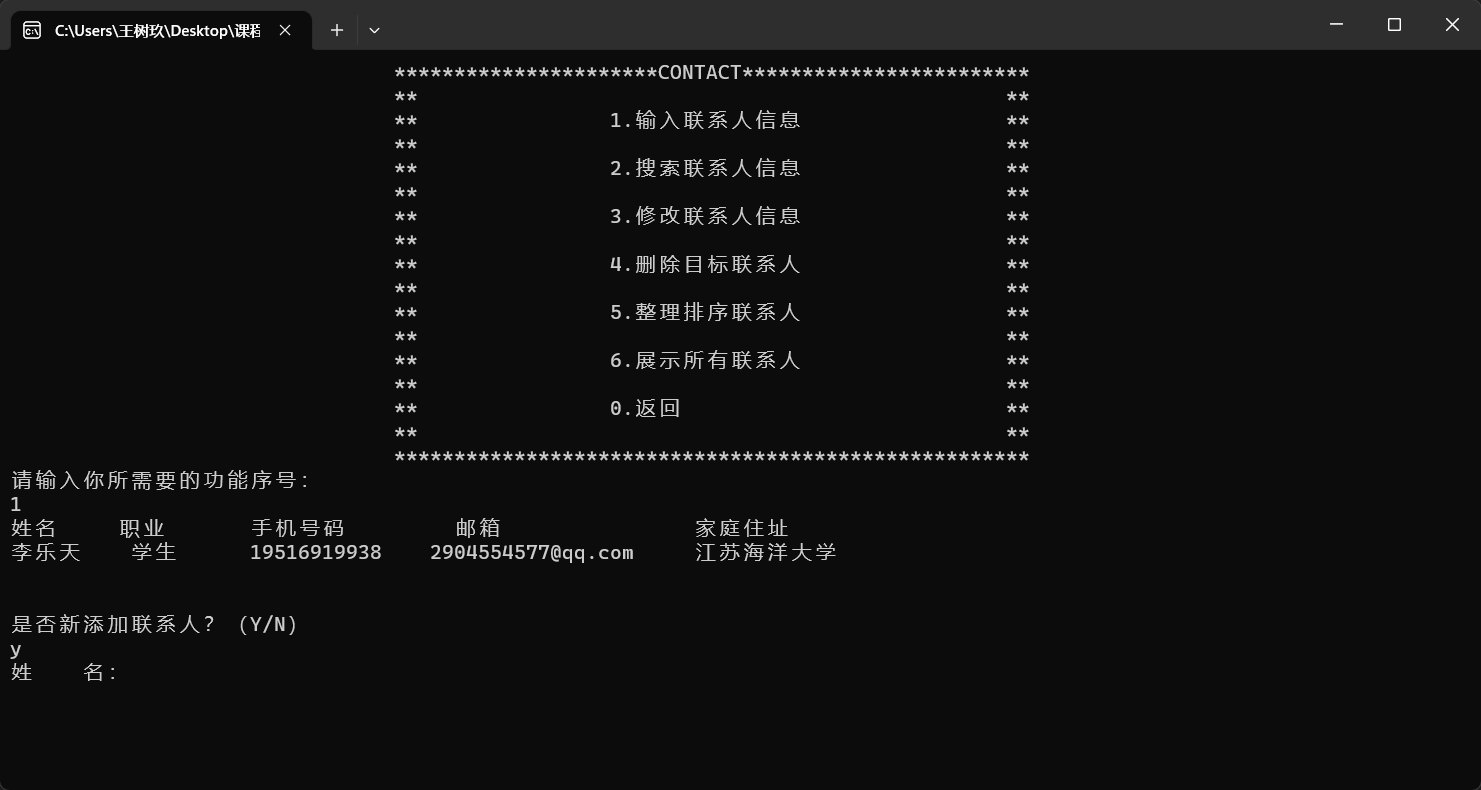 C:\Users\王树玖\Desktop\课程
**********************CONTACT************************
** **
** 1.输入联系人信息 **
** **
** 2.搜索联系人信息 **
** **
** 3.修改联系人信息 **
** **
** 4.删除目标联系人 **
** **
** 5.整理排序联系人 **
** **
** 6.展示所有联系人 **
** **
** 0.返回 **
** **
*****************************************************
请输入你所需要的功能序号：
1
姓名 职业 手机号码 邮箱 家庭住址
李乐天 学生 19516919938 2904554577@qq.com 江苏海洋大学
是否新添加联系人？（Y/N）
y
姓 名：